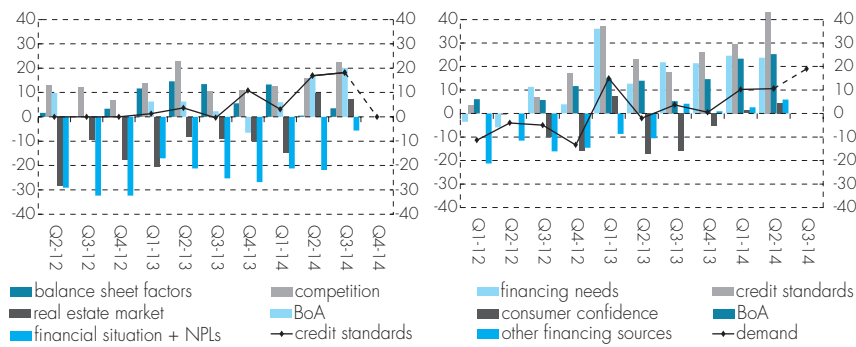 40 40 40 40
30 30 30 30
20 20 20 20
10 10 10 10
0 0 0 0
-10 -10 -10 -10
-20 -20 -20 -20
-30 -30 -30 -30
-40 -40 -40 -40
Q2-12 Q3-12 Q4-12 Q1-13 Q2-13 Q3-13 Q4-13 Q1-14 Q2-14 Q3-14 Q4-14
Q1-12 Q2-12 Q3-12 Q4-12 Q1-13 Q2-13 Q3-13 Q4-13 Q1-14 Q2-14 Q3-14
balance sheet factors competition
real estate market BoA
financial situation + NPLs credit standards
financing needs credit standards
consumer confidence BoA
other financing sources demand